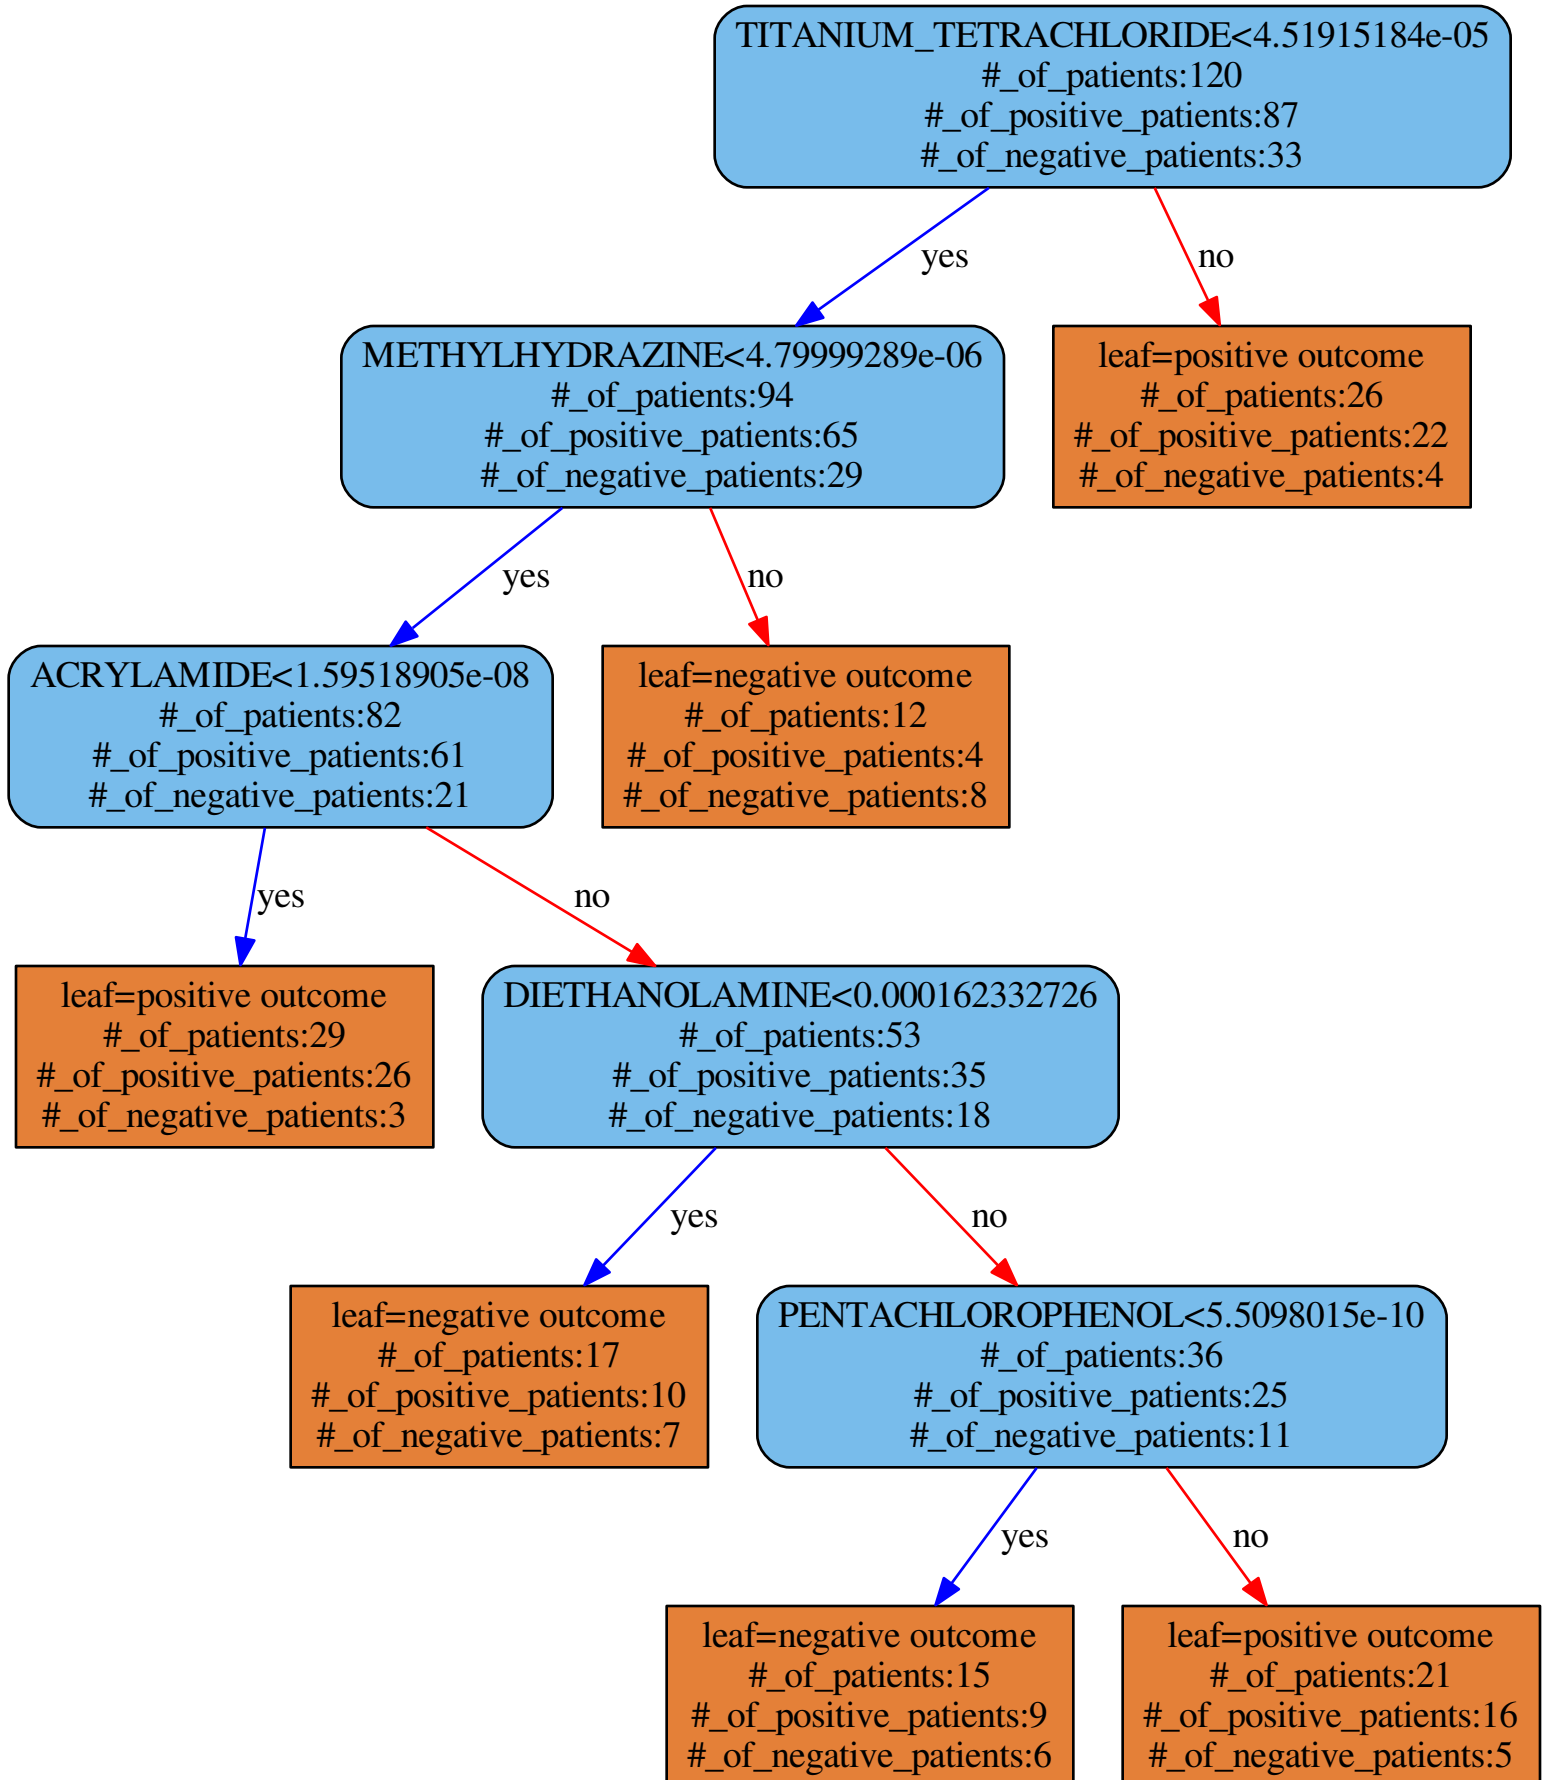 TITANIUM_TETRACHLORIDE<4.51915184e-05
#_of_patients:120
#_of_positive_patients:87
#_of_negative_patients:33
yes
no
METHYLHYDRAZINE<4.79999289e-06
#_of_patients:94
#_of_positive_patients:65
#_of_negative_patients:29
leaf=positive outcome
#_of_patients:26
#_of_positive_patients:22
#_of_negative_patients:4
yes
no
ACRYLAMIDE<1.59518905e-08
#_of_patients:82
#_of_positive_patients:61
#_of_negative_patients:21
leaf=negative outcome
#_of_patients:12
#_of_positive_patients:4
#_of_negative_patients:8
yes
no
leaf=positive outcome
#_of_patients:29
#_of_positive_patients:26
#_of_negative_patients:3
DIETHANOLAMINE<0.000162332726
#_of_patients:53
#_of_positive_patients:35
#_of_negative_patients:18
yes
no
leaf=negative outcome
#_of_patients:17
#_of_positive_patients:10
#_of_negative_patients:7
PENTACHLOROPHENOL<5.5098015e-10
#_of_patients:36
#_of_positive_patients:25
#_of_negative_patients:11
yes
no
leaf=negative outcome
#_of_patients:15
#_of_positive_patients:9
#_of_negative_patients:6
leaf=positive outcome
#_of_patients:21
#_of_positive_patients:16
#_of_negative_patients:5